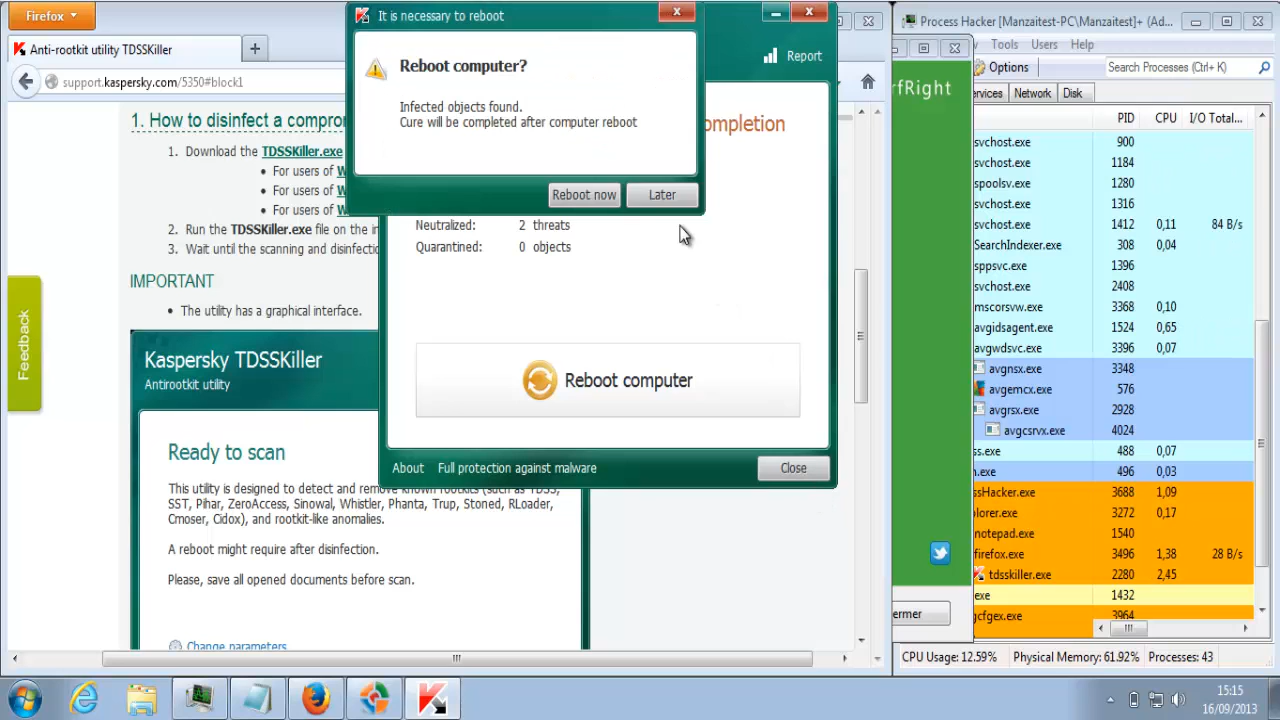 Firefox
Anti-rootkit utility TDSSKiller
support.kaspersky.com/5350#block1
1. How to disinfect a compro
1. Download the TDSSKiller.exe
• For users of W
• For users of W
• For users of W
2. Run the TDSSKiller.exe file on the in
3. Wait until the scanning and disinfectio
IMPORTANT
• The utility has a graphical interface.
Feedback
Kaspersky TDSSKiller
Antirootkit utility
Ready to scan
This utility is designed to detect and remove known rootkits (such as TDSS,
SST, Pihar, ZeroAccess, Sinowal, Whistler, Phanta, Trup, Stoned, RLoader,
Cmoser, Cidox), and rootkit-like anomalies.
A reboot might require after disinfection.
Please, save all opened documents before scan.
Change parameters
It is necessary to reboot
Reboot computer?
Infected objects found.
Cure will be completed after computer reboot
Reboot now
Later
Report
ompletion
Neutralized: 2 threats
Quarantined: 0 objects
Reboot computer
About Full protection against malware
Close
rfRight
ermer
Process Hacker [Manzaitest-PC\Manzaitest]+ (Ad...
Tools Users Help
Options
Search Processes (Ctrl+ K)
ervices Network Disk
PID CPU I/O Total...
svchost.exe 900
svchost.exe 1184
spoolsv.exe 1280
svchost.exe 1316
svchost.exe 1412 0,11 84 B/s
SearchIndexer.exe 308 0,04
sppsvc.exe 1396
svchost.exe 2408
mscorsvw.exe 3368 0,10
avgidsagent.exe 1524 0,65
avgwdsvc.exe 3396 0,07
avgnsx.exe 3348
avgemcx.exe 576
avgrsx.exe 2928
avgcsrvx.exe 4024
ss.exe 488 0,07
n.exe 496 0,03
ssHacker.exe 3688 1,09
plorer.exe 3272 0,17
notepad.exe 1540
firefox.exe 3496 1,38 28 B/s
tdsskiller.exe 2280 2,45
exe 1432
gcfgex.exe 3964
CPU Usage: 12.59% Physical Memory: 61.92% Processes: 43
15:15
16/09/2013